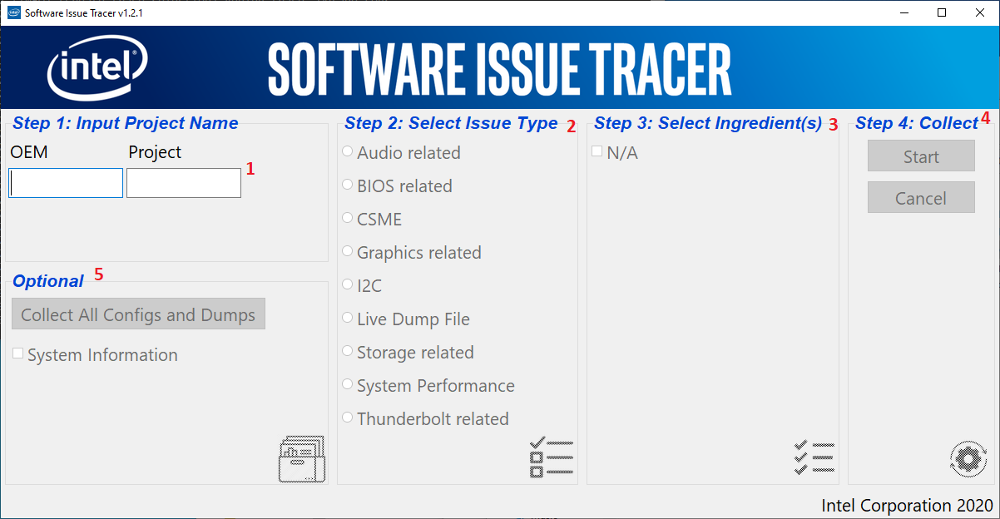 Software Issue Tracer v1.2.1
intel®
SOFTWARE ISSUE TRACER
Step 1: Input Project Name
OEM Project
1
Optional 5
Collect All Configs and Dumps
System Information
Step 2: Select Issue Type 2
Audio related
BIOS related
CSME
Graphics related
I2C
Live Dump File
Storage related
System Performance
Thunderbolt related
Step 3: Select Ingredient(s) 3
N/A
Step 4: Collect 4
Start
Cancel
Intel Corporation 2020